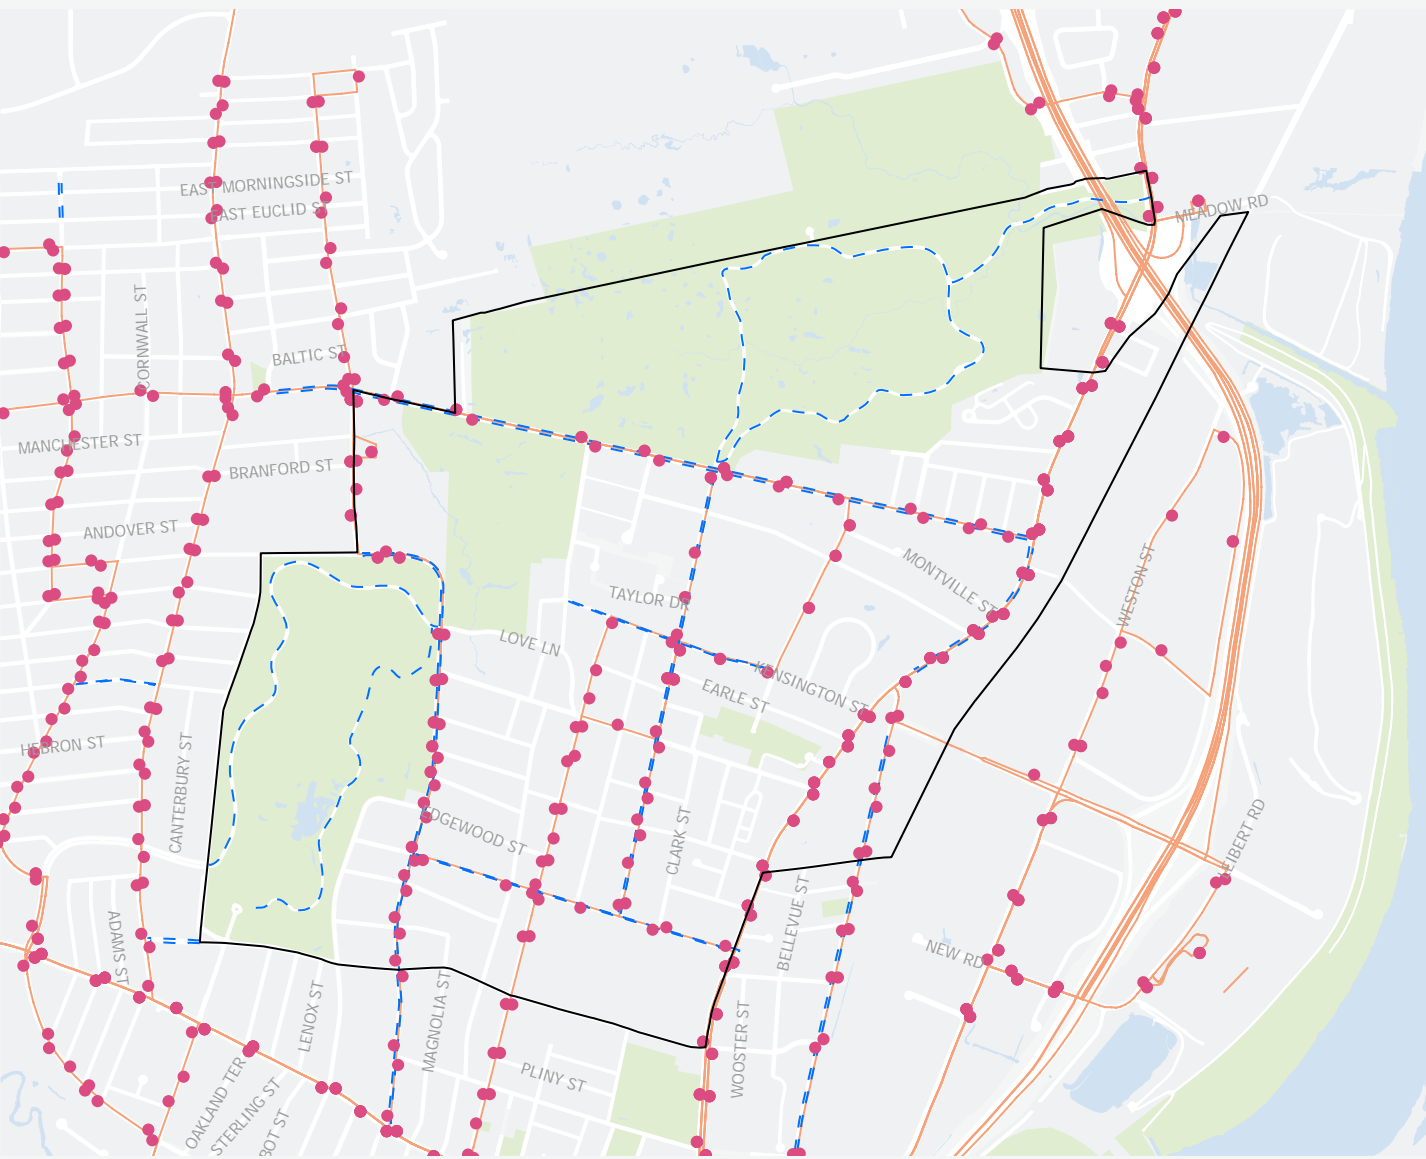 EAST MORNINGSIDE ST
EAST EUCLID ST
MEADOW RD
CORNWALL ST
BALTIC ST
MANCHESTER ST
BRANFORD ST
ANDOVER ST
MONTVILLE ST
WESTON ST
TAYLOR DR
LOVE LN
KENSINGTON ST
EARLE ST
HEBRON ST
CANTERBURY ST
EDGEWOOD ST
CLARK ST
LEIBERT RD
BELLEVUE ST
ADAMS ST
NEW RD
LENOX ST
MAGNOLIA ST
WOOSTER ST
PLINY ST
OAKLAND TER
STERLING ST
BOT ST